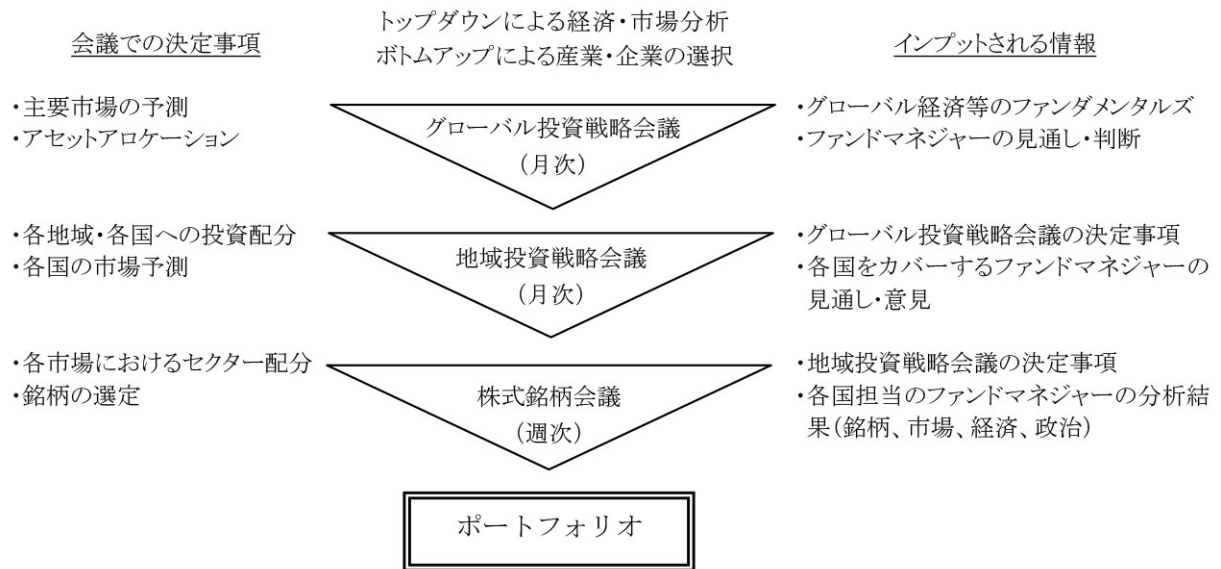 トップダウンによる経済・市場分析
ボトムアップによる産業・企業の選択
会議での決定事項
インプットされる情報
・主要市場の予測
・アセットアロケーション
グローバル投資戦略会議
(月次)
・グローバル経済等のファンダメンタルズ
・ファンドマネジャーの見通し・判断
・各地域・各国への投資配分
・各国の市場予測
地域投資戦略会議
(月次)
・グローバル投資戦略会議の決定事項
・各国をカバーするファンドマネジャーの
見通し・意見
・各市場におけるセクター配分
・銘柄の選定
株式銘柄会議
(週次)
・地域投資戦略会議の決定事項
・各国担当のファンドマネジャーの分析結
果(銘柄、市場、経済、政治)
ポートフォリオ